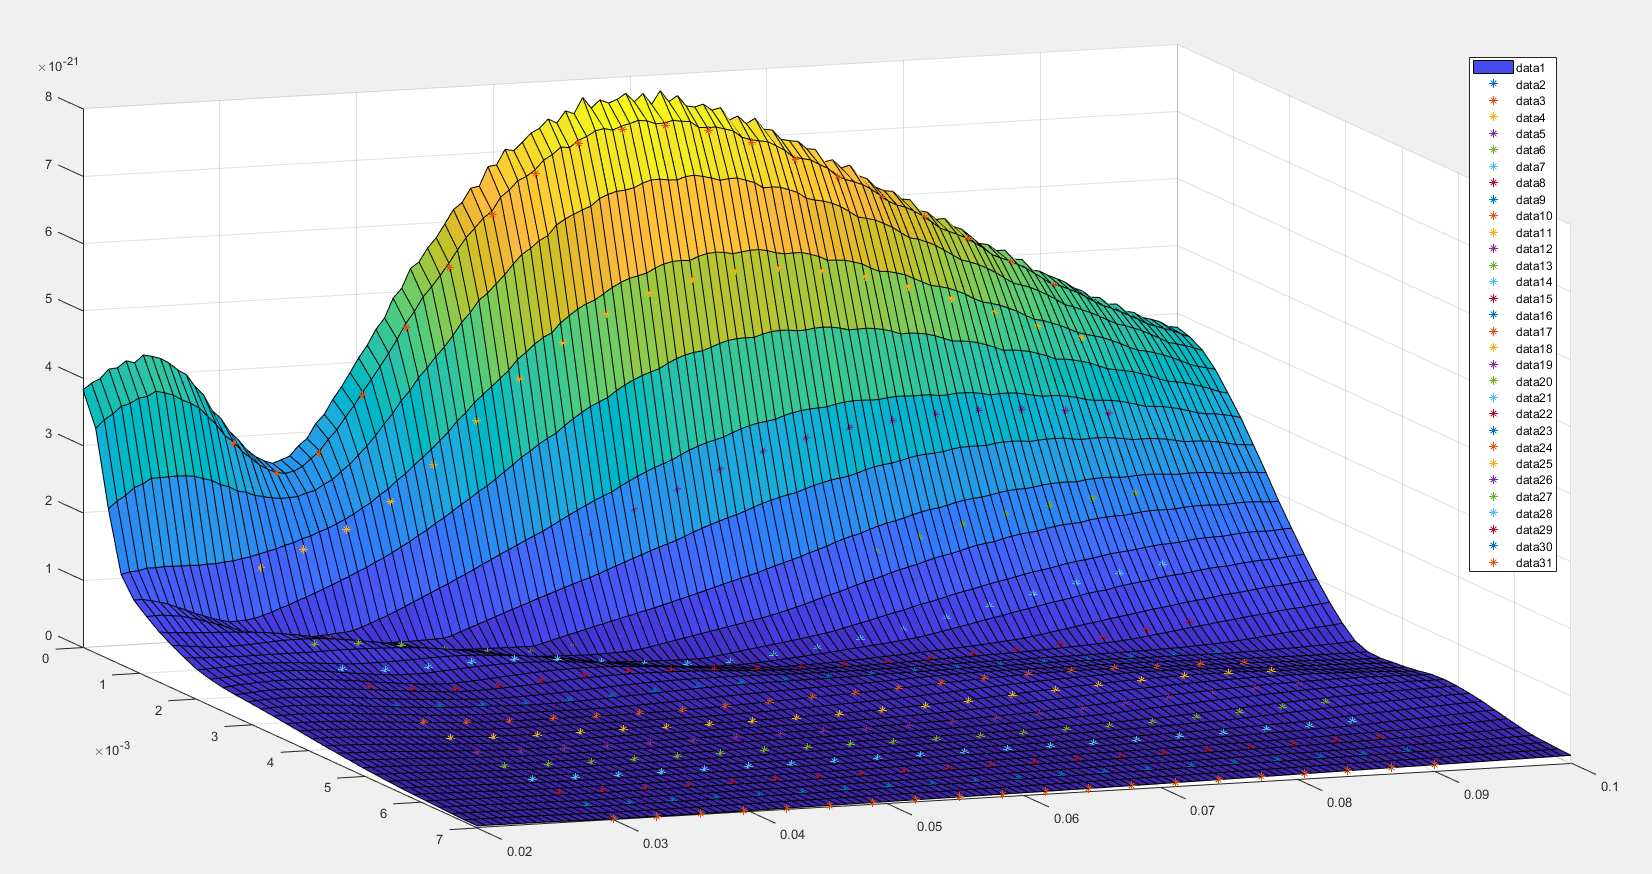 ×10-21
8
7
6
5
4
3
2
1
0
0
1
2
3
4
5
6
7
×10-3
0.02
0.03
0.04
0.05
0.06
0.07
0.08
0.09
0.1
data1
data2
data3
data4
data5
data6
data7
data8
data9
data10
data11
data12
data13
data14
data15
data16
data17
data18
data19
data20
data21
data22
data23
data24
data25
data26
data27
data28
data29
data30
data31